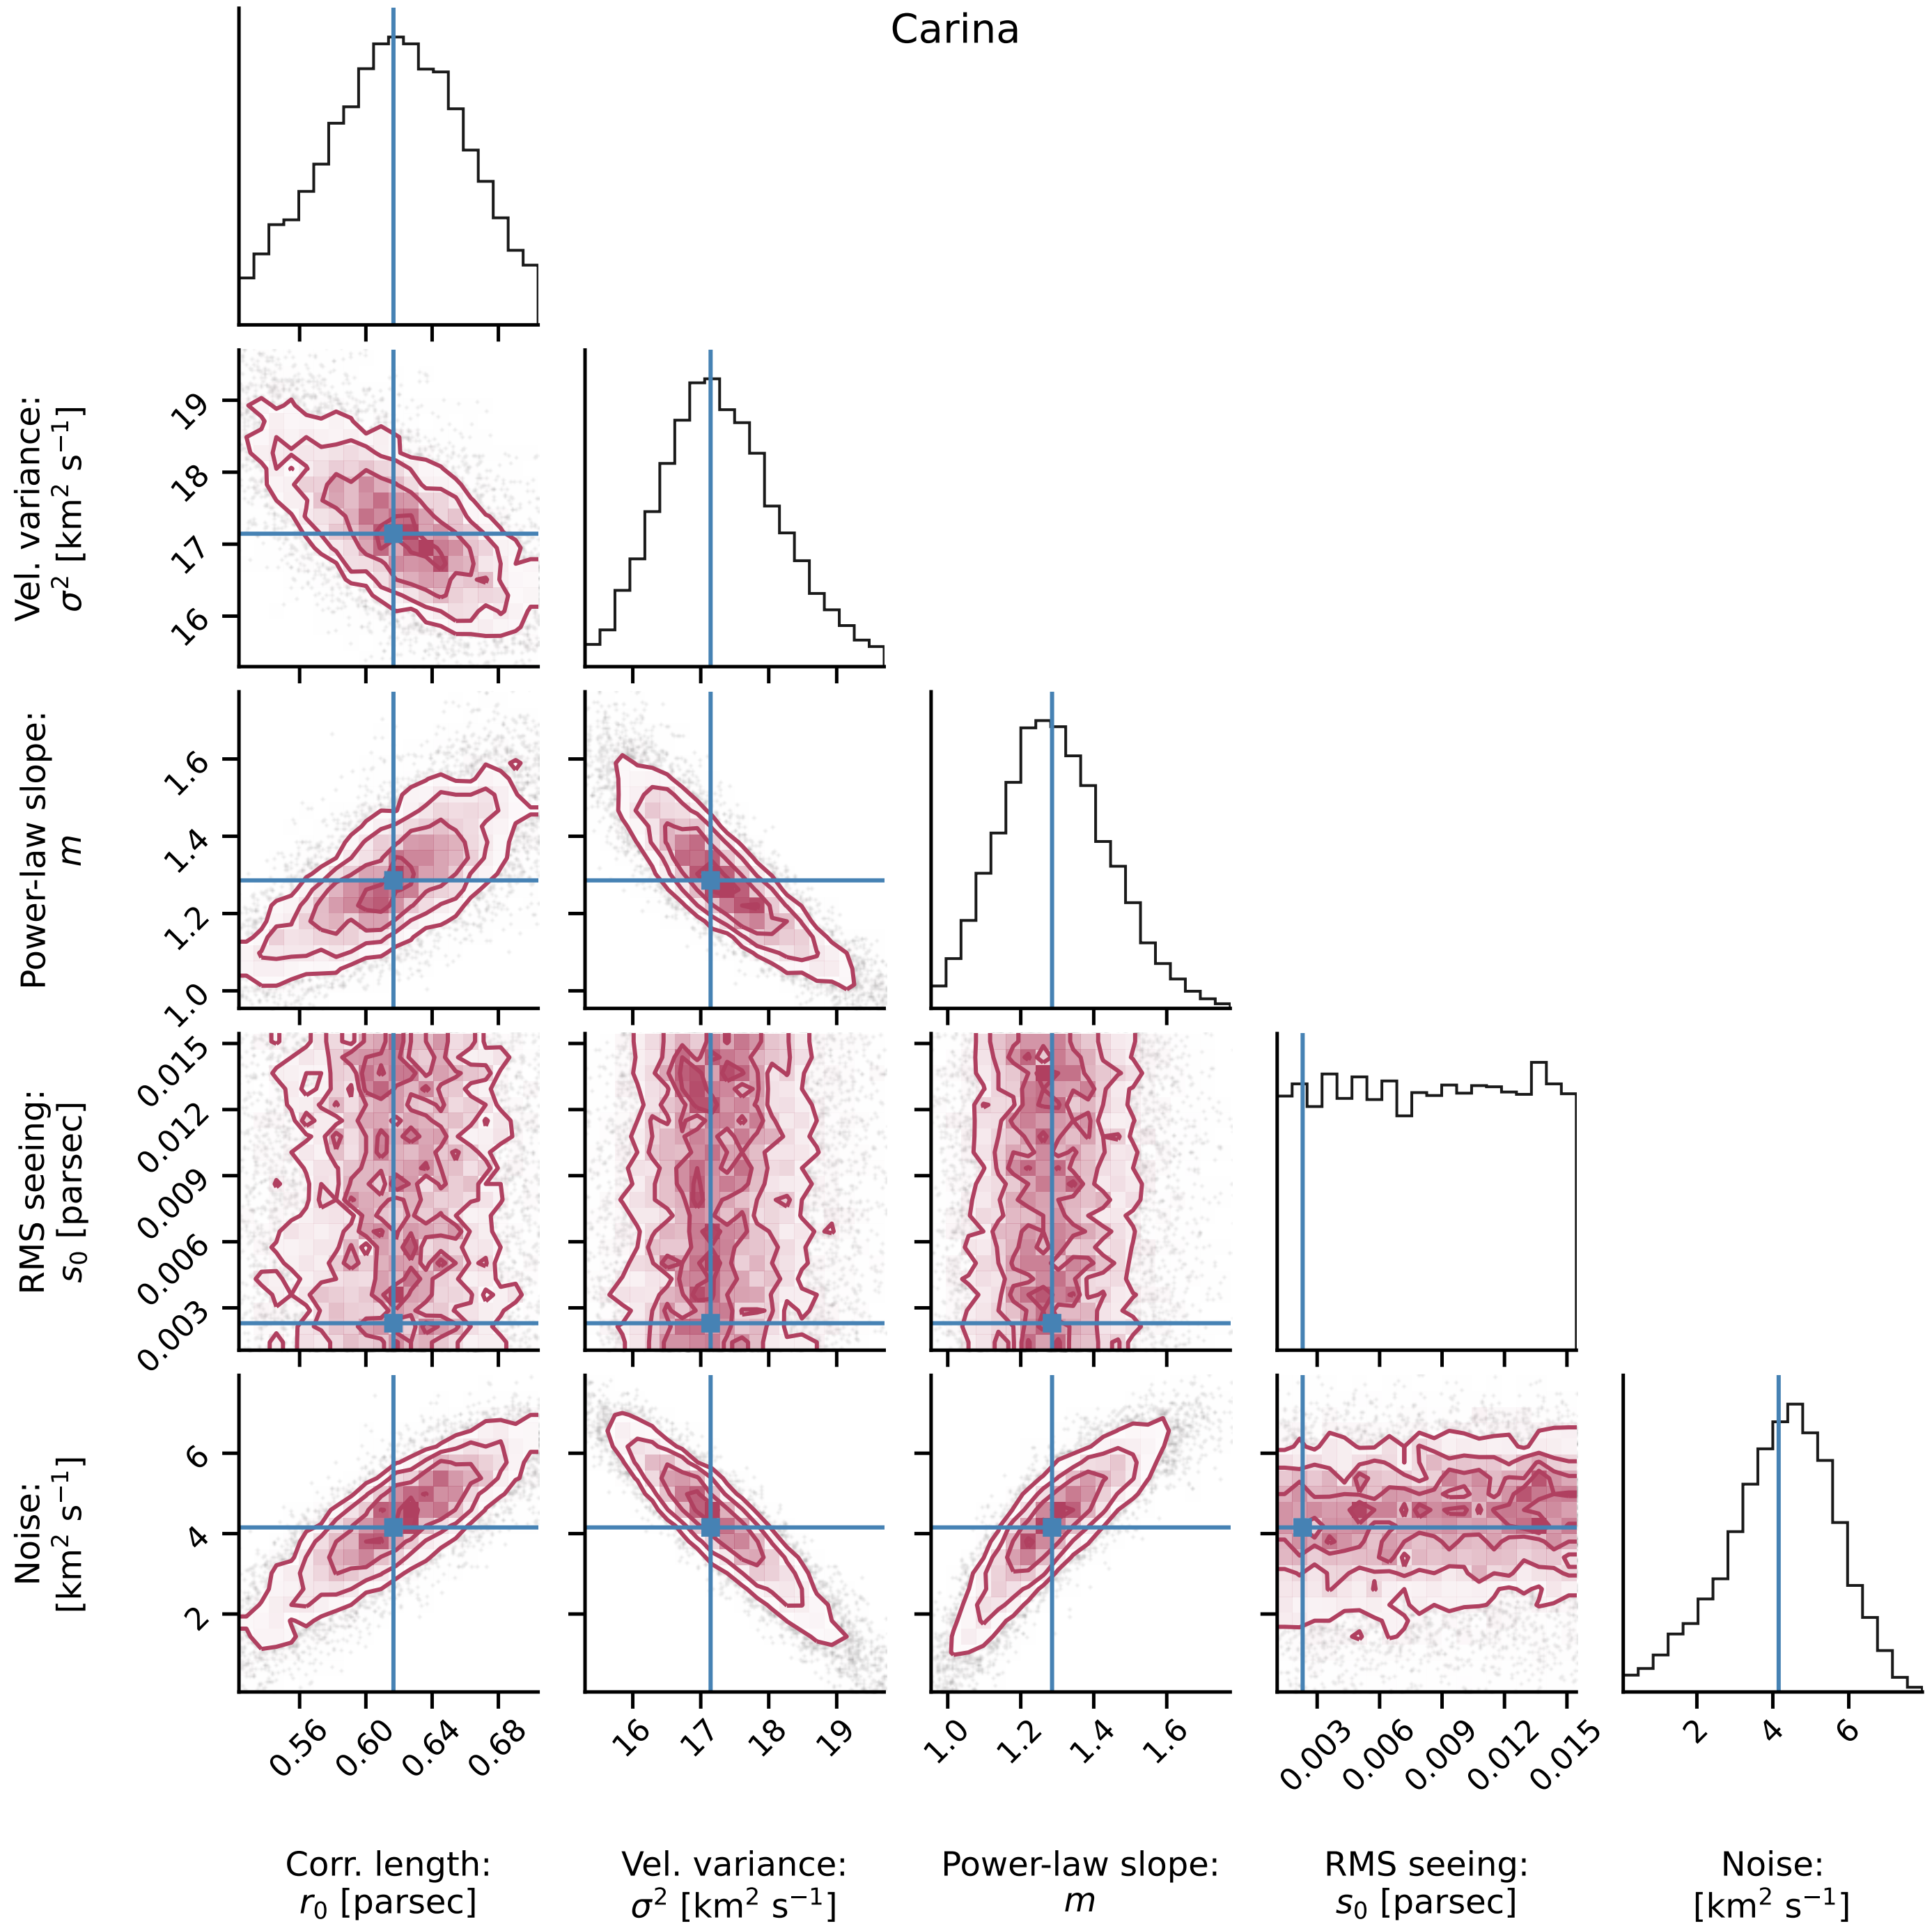 Carina
Vel. variance:
σ² [km² s⁻¹]
19
18
17
16
Power-law slope:
m
1.6
1.4
1.2
1.0
RMS seeing:
s₀ [parsec]
0.015
0.012
0.009
0.006
0.003
Noise:
[km² s⁻¹]
6
4
2
0.56 0.60 0.64 0.68 16 17 18 19 1.0 1.2 1.4 1.6 0.003 0.006 0.009 0.012 0.015 2 4 6
Corr. length: Vel. variance: Power-law slope: RMS seeing: Noise:
r₀ [parsec] σ² [km² s⁻¹] m s₀ [parsec] [km² s⁻¹]